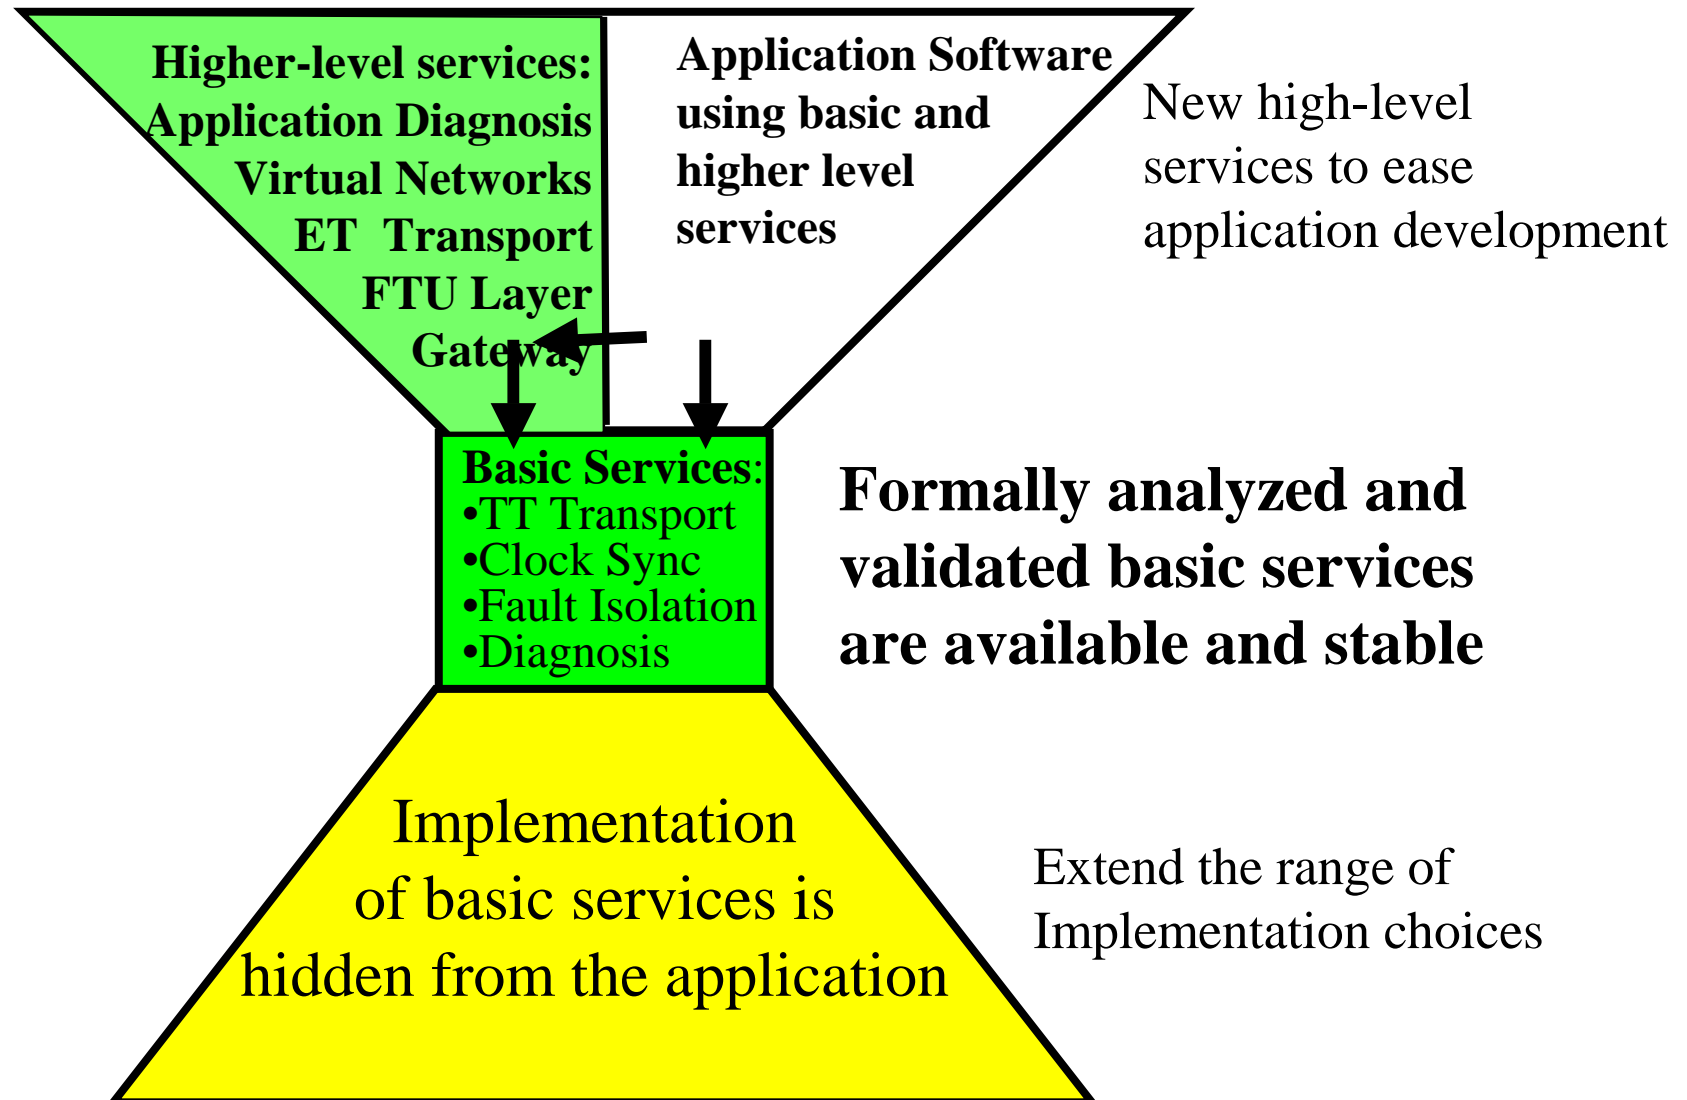 Higher-level services:
Application Diagnosis
Virtual Networks
ET Transport
FTU Layer
Gateway
Application Software
using basic and
higher level
services
New high-level
services to ease
application development
Basic Services:
•TT Transport
•Clock Sync
•Fault Isolation
•Diagnosis
Formally analyzed and
validated basic services
are available and stable
Implementation
of basic services is
hidden from the application
Extend the range of
Implementation choices